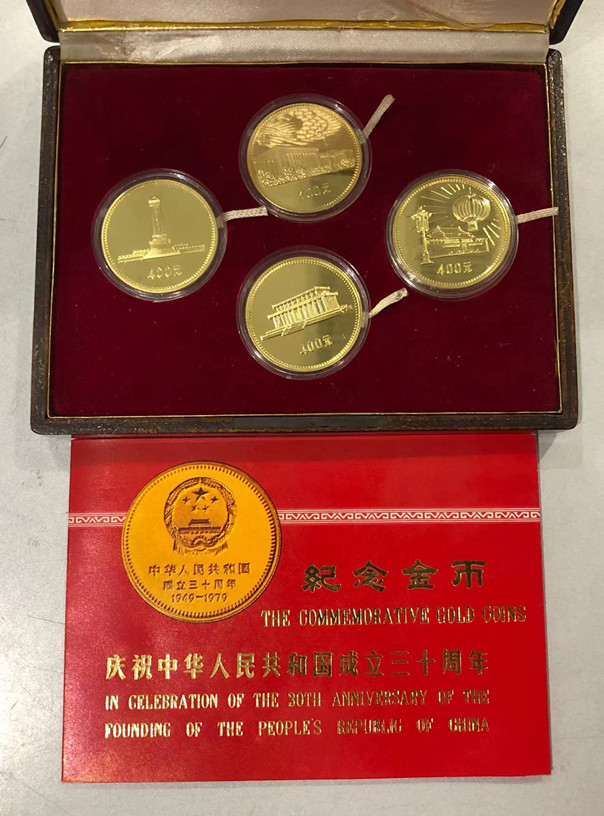 400元
400元
400元
400元
中华人民共和国
成立三十周年
1949-1979
紀念金币
THE COMMEMORATIVE GOLD COINS
庆祝中华人民共和国成立三十周年
IN CELEBRATION OF THE 30TH ANNIVERSARY OF THE
FOUNDING OF THE PEOPLE'S REPUBLIC OF CHINA